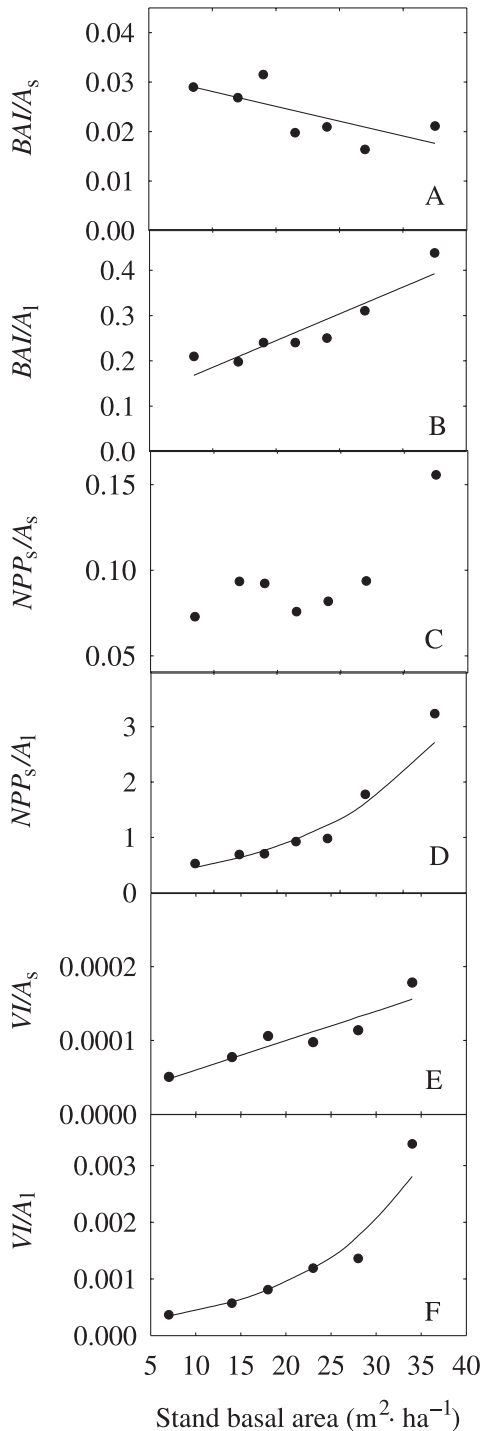 BAI/As
0.04
0.03
0.02
0.01
0.00
A
BAI/Al
0.4
0.3
0.2
0.1
0.0
B
NPPs/As
0.15
0.10
0.05
C
NPPs/Al
3
2
1
0
D
VI/As
0.0002
0.0001
0.0000
E
VI/Al
0.003
0.002
0.001
0.000
F
5 10 15 20 25 30 35 40
Stand basal area (m²· ha⁻¹)